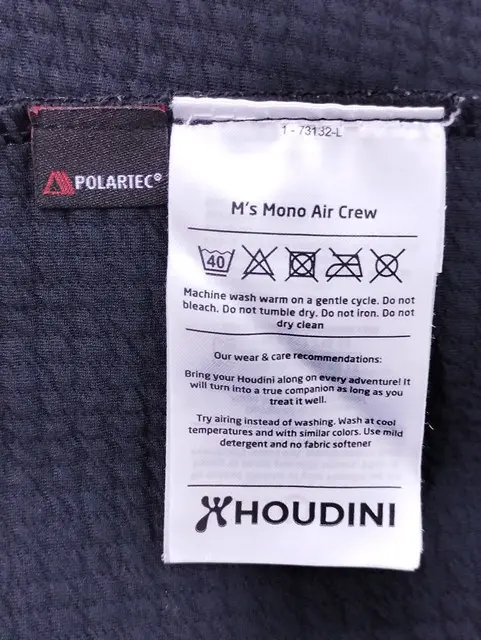 POLARTEC®
1 - 73132-L
M's Mono Air Crew
40
Machine wash warm on a gentle cycle. Do not
bleach. Do not tumble dry. Do not iron. Do not
dry clean
Our wear & care recommendations:
Bring your Houdini along on every adventure! It
will turn into a true companion as long as you
treat it well.
Try airing instead of washing. Wash at cool
temperatures and with similar colors. Use mild
detergent and no fabric softener
HOUDINI